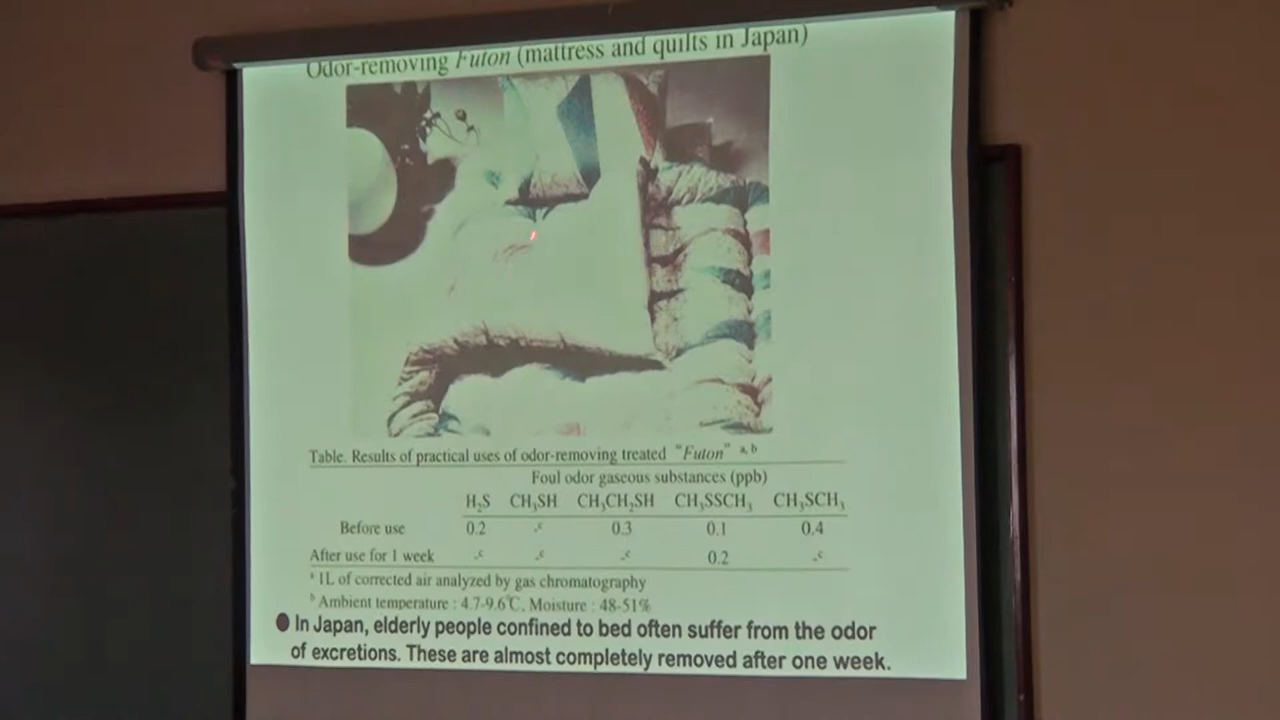 Odor-removing Futon (mattress and quilts in Japan)
Table. Results of practical uses of odor-removing treated "Futon" a, b
Foul odor gaseous substances (ppb)
H₂S CH₃SH CH₃CH₂SH CH₃SSCH₃ CH₃SCH₃
Before use 0.2 -c 0.3 0.1 0.4
After use for 1 week -c -c -c 0.2 -c
a 1L of corrected air analyzed by gas chromatography
b Ambient temperature : 4.7-9.6℃, Moisture : 48-51%
● In Japan, elderly people confined to bed often suffer from the odor
of excretions. These are almost completely removed after one week.